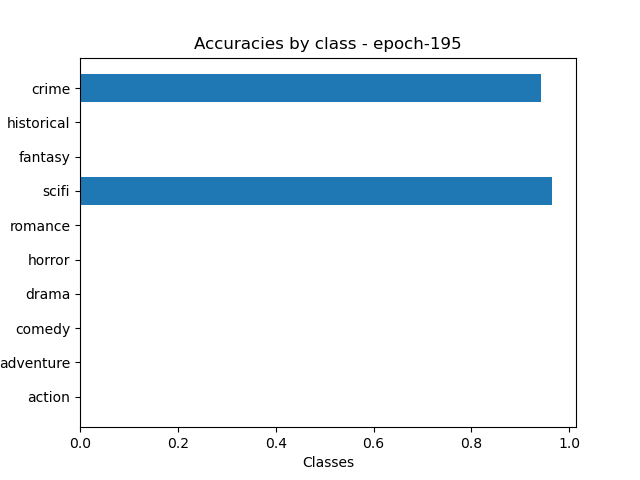 Accuracies by class - epoch-195
crime
historical
fantasy
scifi
romance
horror
drama
comedy
adventure
action
0.0 0.2 0.4 0.6 0.8 1.0
Classes